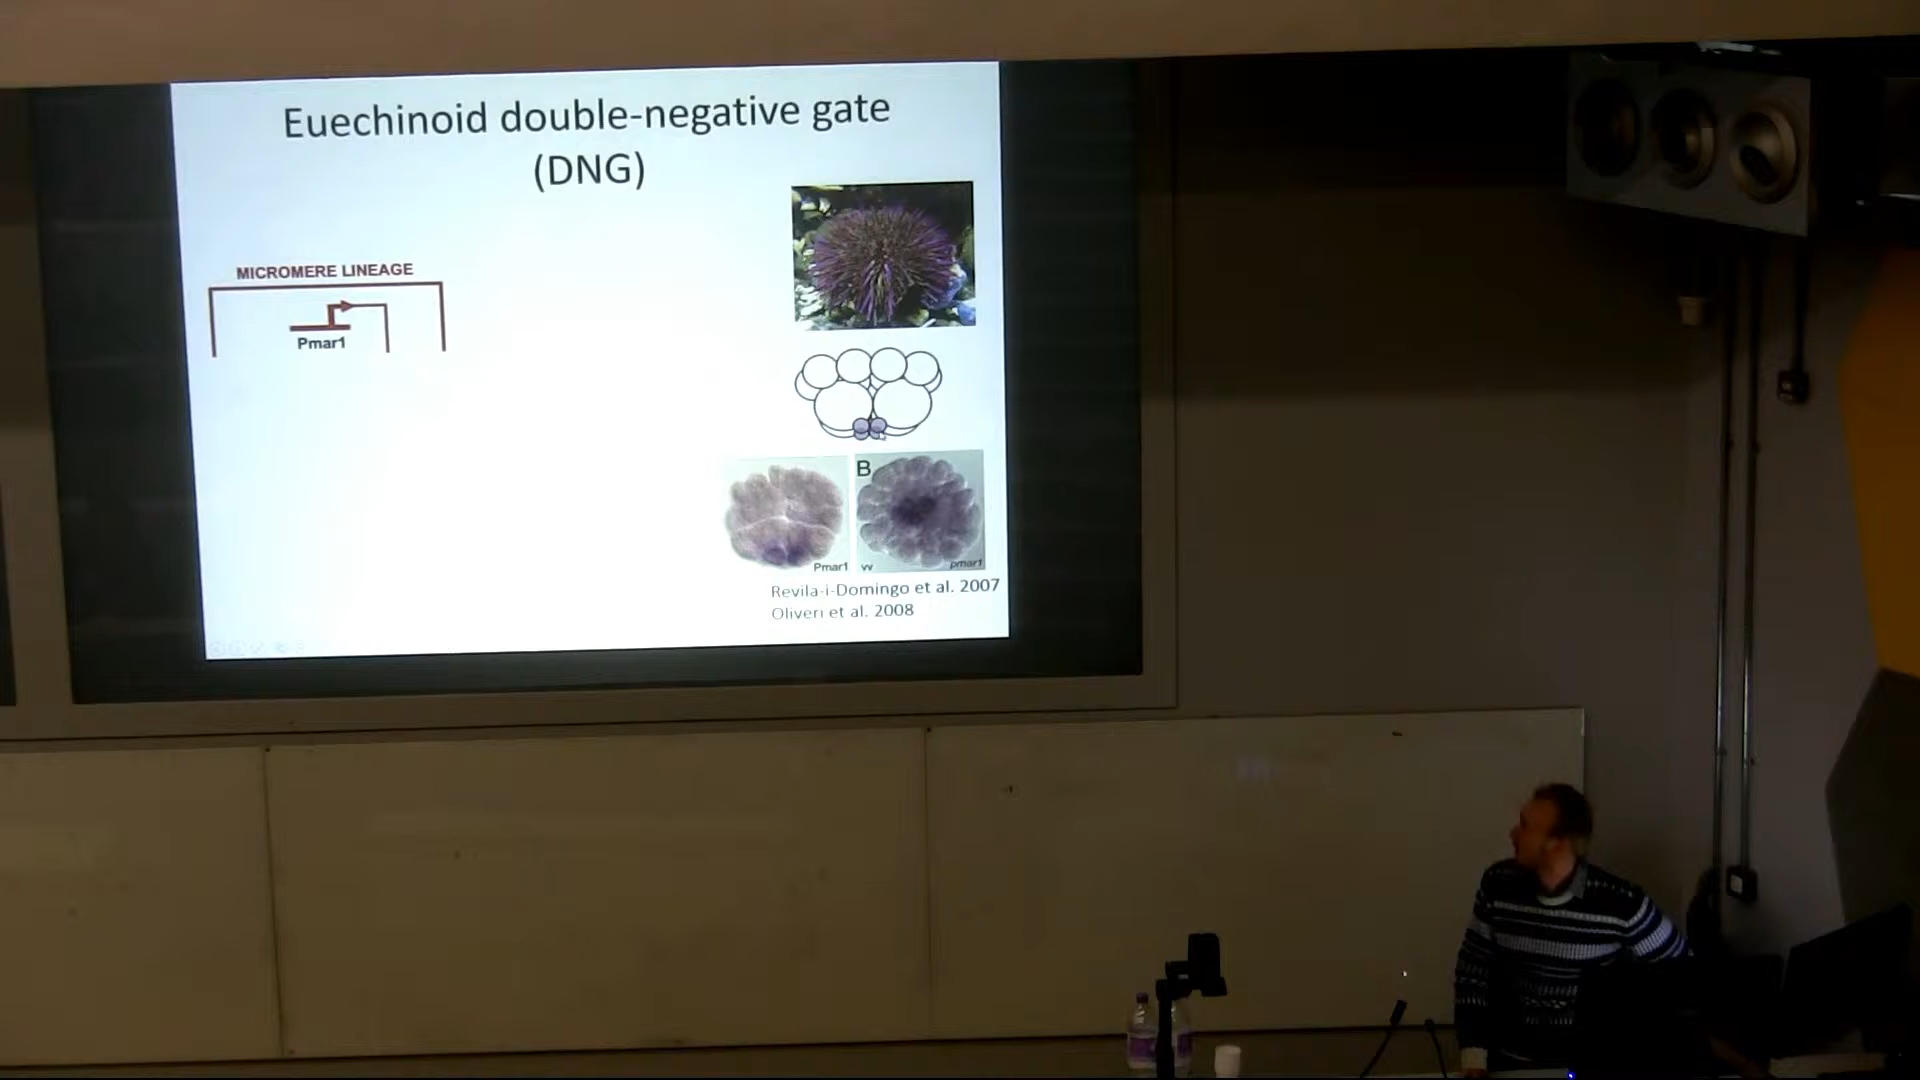 Euechinoid double-negative gate
(DNG)
MICROMERE LINEAGE
Pmar1
B
Pmar1
vv
pmar1
Revila-i-Domingo et al. 2007
Oliveri et al. 2008